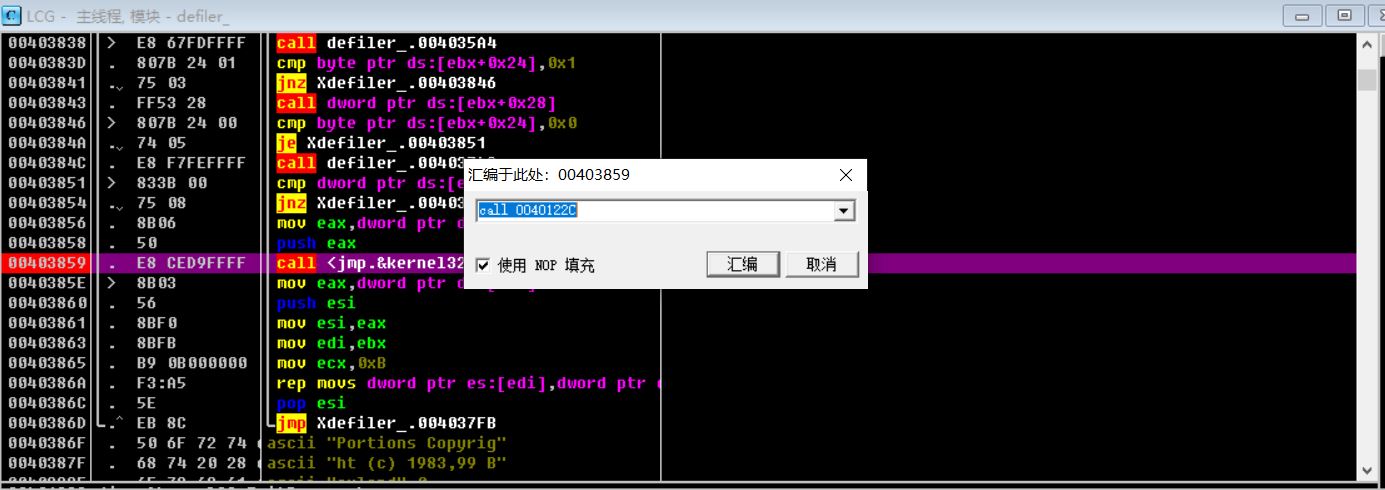 LCG - 主线程, 模块 - defiler_
00403838 > E8 67FDFFFF call defiler_.004035A4
0040383D . 807B 24 01 cmp byte ptr ds:[ebx+0x24],0x1
00403841 . 75 03 jnz Xdefiler_.00403846
00403843 . FF53 28 call dword ptr ds:[ebx+0x28]
00403846 > 807B 24 00 cmp byte ptr ds:[ebx+0x24],0x0
0040384A . 74 05 je Xdefiler_.00403851
0040384C . E8 F7FEFFFF call defiler_.0040
00403851 > 833B 00 cmp dword ptr ds:[e
00403854 . 75 08 jnz Xdefiler_.0040
00403856 . 8B06 mov eax,dword ptr
00403858 . 50 push eax
00403859 . E8 CED9FFFF call <jmp.&kernel32
0040385E > 8B03 mov eax,dword ptr
00403860 . 56 push esi
00403861 . 8BF0 mov esi,eax
00403863 . 8BFB mov edi,ebx
00403865 . B9 0B000000 mov ecx,0xB
0040386A . F3:A5 rep movs dword ptr es:[edi],dword ptr
0040386C . 5E pop esi
0040386D .^ EB 8C jmp Xdefiler_.004037FB
0040386F . 50 6F 72 74 ascii "Portions Copyrig"
0040387F . 68 74 20 28 ascii "ht (c) 1983,99 B"
汇编于此处：00403859
call 0040122C
使用 NOP 填充
汇编
取消